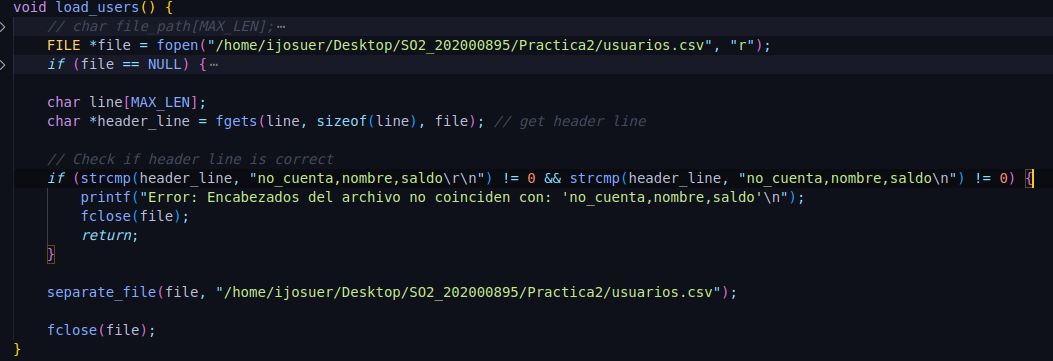 void load_users() {
    // char file_path[MAX_LEN];⋯
    FILE *file = fopen("/home/ijosuer/Desktop/SO2_202000895/Practica2/usuarios.csv", "r");
    if (file == NULL) {⋯
    char line[MAX_LEN];
    char *header_line = fgets(line, sizeof(line), file); // get header line
    // Check if header line is correct
    if (strcmp(header_line, "no_cuenta,nombre,saldo\r\n") != 0 && strcmp(header_line, "no_cuenta,nombre,saldo\n") != 0) {
        printf("Error: Encabezados del archivo no coinciden con: 'no_cuenta,nombre,saldo'\n");
        fclose(file);
        return;
    }
    separate_file(file, "/home/ijosuer/Desktop/SO2_202000895/Practica2/usuarios.csv");
    fclose(file);
}